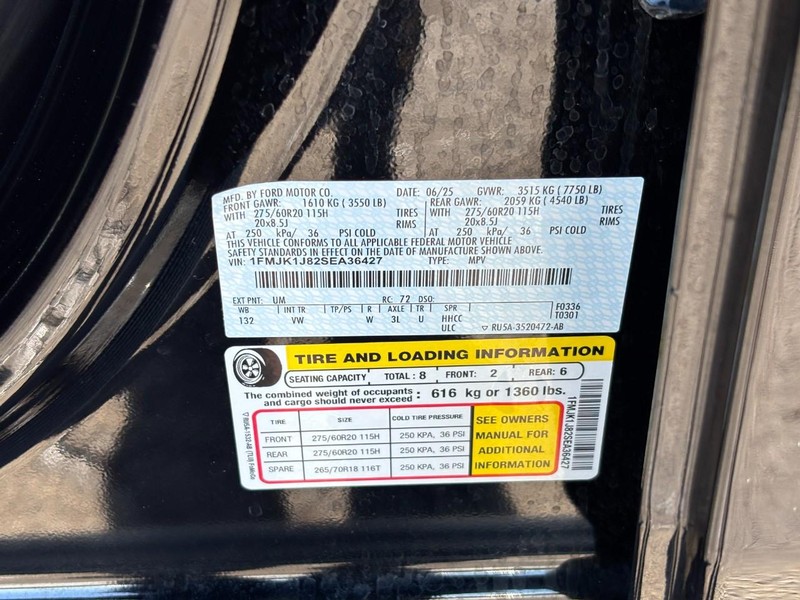 MFD. BY FORD MOTOR CO. DATE: 06/25 GVWR: 3515 KG ( 7750 LB)
FRONT GAWR: 1610 KG ( 3550 LB) REAR GAWR: 2059 KG ( 4540 LB)
WITH 275/60R20 115H TIRES WITH 275/60R20 115H TIRES
20x8.5J RIMS 20x8.5J RIMS
AT 250 kPa/ 36 PSI COLD AT 250 kPa/ 36 PSI COLD
THIS VEHICLE CONFORMS TO ALL APPLICABLE FEDERAL MOTOR VEHICLE
SAFETY STANDARDS IN EFFECT ON THE DATE OF MANUFACTURE SHOWN ABOVE.
VIN: 1FMJK1J82SEA36427 TYPE: MPV
EXT PNT: UM RC: 72 DSO:
WB INT TR TP/PS R AXLE TR SPR F0336
132 VW W 3L U HHCC T0301
ULC ▽ RU5A-3520472-AB
TIRE AND LOADING INFORMATION
SEATING CAPACITY TOTAL : 8 FRONT: 2 REAR: 6
The combined weight of occupants and cargo should never exceed : 616 kg or 1360 lbs.
TIRE SIZE COLD TIRE PRESSURE
FRONT 275/60R20 115H 250 KPA, 36 PSI
REAR 275/60R20 115H 250 KPA, 36 PSI
SPARE 265/70R18 116T 250 KPA, 36 PSI
SEE OWNERS
MANUAL FOR
ADDITIONAL
INFORMATION
1FMJK1J82SEA36427